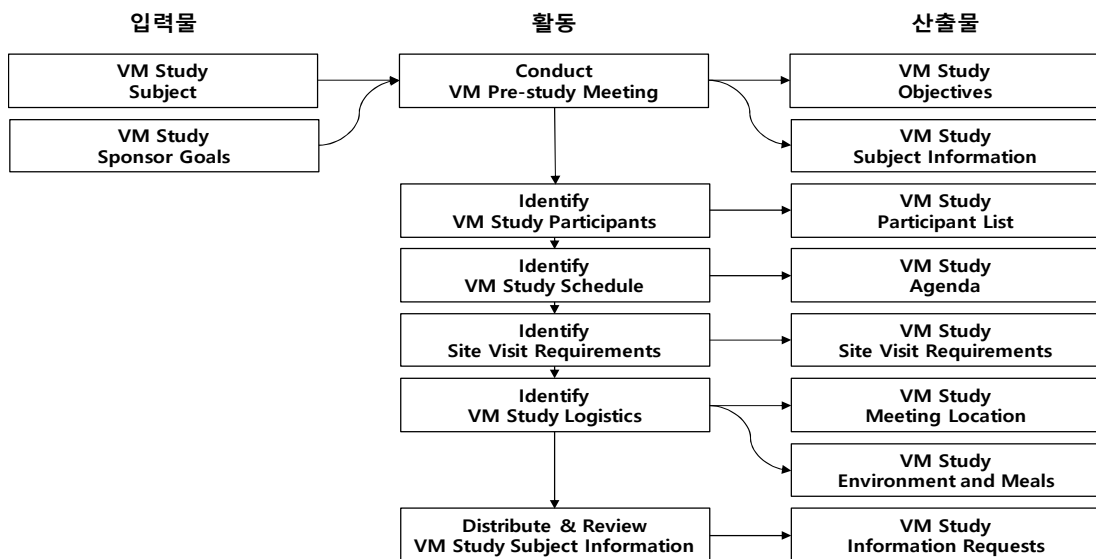 입력물
활동
산출물
VM Study
Subject
Conduct
VM Pre-study Meeting
VM Study
Objectives
VM Study
Sponsor Goals
VM Study
Subject Information
Identify
VM Study Participants
VM Study
Participant List
Identify
VM Study Schedule
VM Study
Agenda
Identify
Site Visit Requirements
VM Study
Site Visit Requirements
Identify
VM Study Logistics
VM Study
Meeting Location
VM Study
Environment and Meals
Distribute & Review
VM Study Subject Information
VM Study
Information Requests